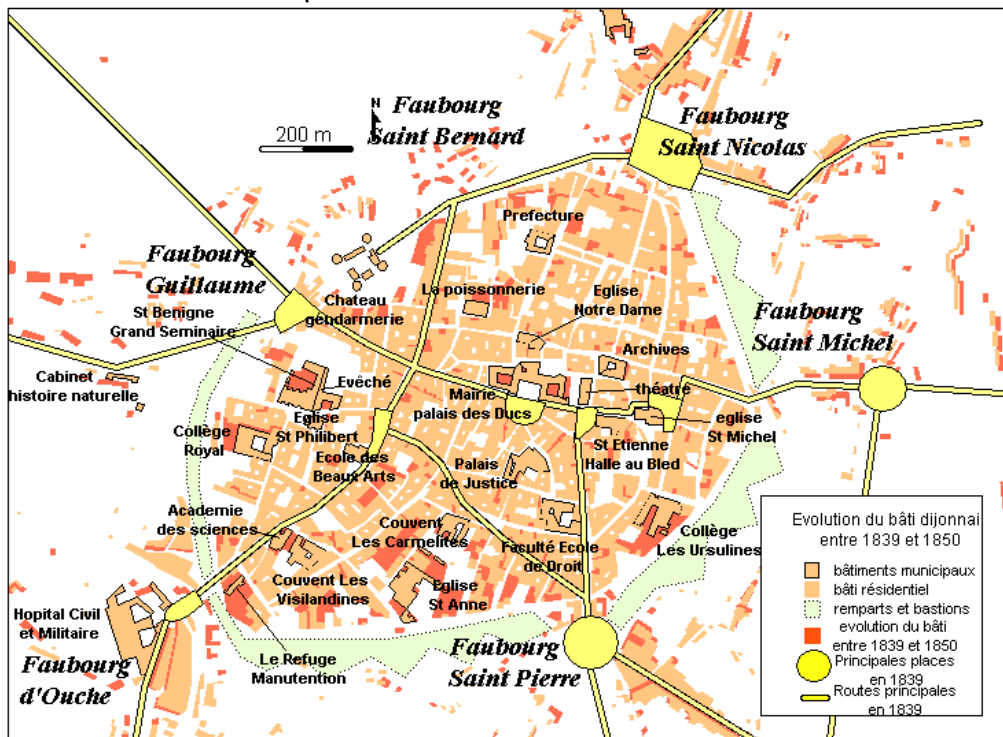 N
200 m
Faubourg
Saint Bernard
Faubourg
Saint Nicolas
Prefecture
Faubourg
Guillaume
St Benigne
Grand Seminaire
Chateau
gendarmerie
La poissonnerie
Eglise
Notre Dame
Faubourg
Saint Michel
Archives
Cabinet
histoire naturelle
Evêché
Mairie
palais des Ducs
théatre
eglise
St Michel
Eglise
St Philibert
Collège
Royal
Ecole des
Beaux Arts
St Etienne
Halle au Bled
Palais
de Justice
Academie
des sciences
Couvent
Les Carmelites
Faculté Ecole
de Droit
Collège
Les Ursulines
Couvent Les
Visilandines
Eglise
St Anne
Hopital Civil
et Militaire
Le Refuge
Manutention
Faubourg
d'Ouche
Faubourg
Saint Pierre
Evolution du bâti dijonnai
entre 1839 et 1850
bâtiments municipaux
bâti résidentiel
remparts et bastions
evolution du bâti
entre 1839 et 1850
Principales places
en 1839
Routes principales
en 1839